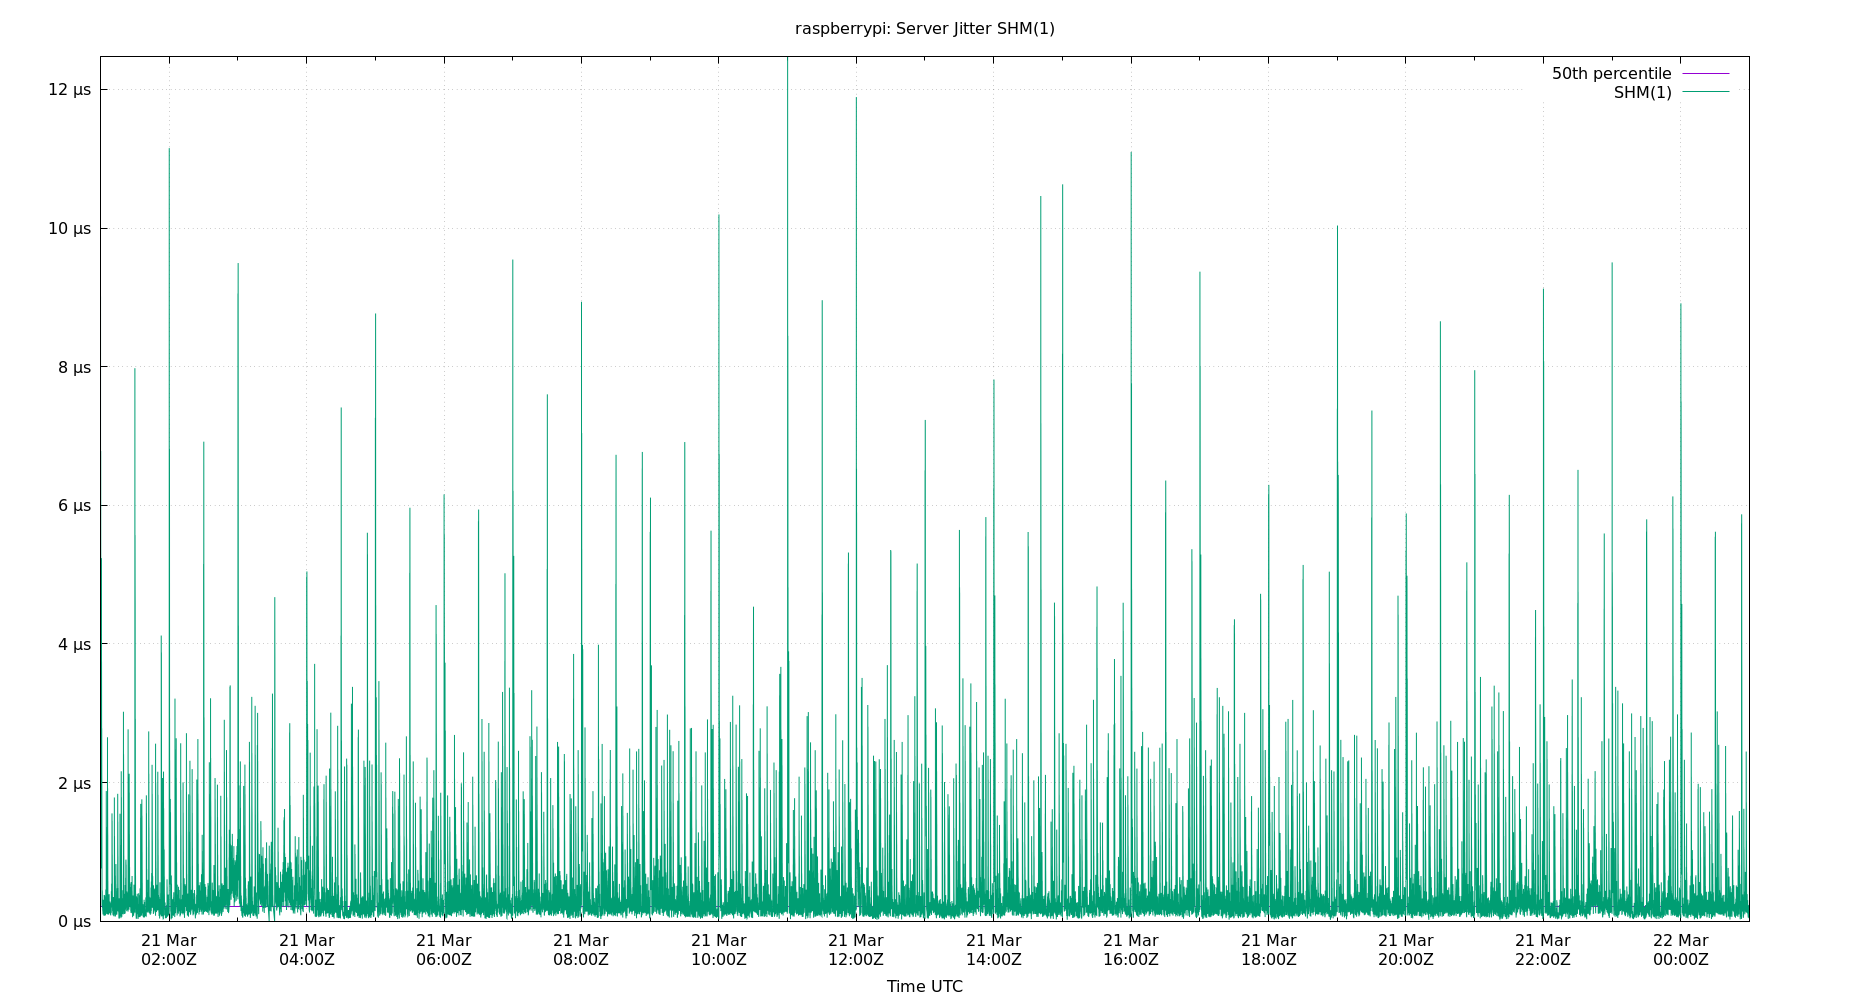 raspberrypi: Server Jitter SHM(1)
50th percentile
SHM(1)
12 µs
10 µs
8 µs
6 µs
4 µs
2 µs
0 µs
21 Mar 21 Mar 21 Mar 21 Mar 21 Mar 21 Mar 21 Mar 21 Mar 21 Mar 21 Mar 21 Mar 22 Mar
02:00Z 04:00Z 06:00Z 08:00Z 10:00Z 12:00Z 14:00Z 16:00Z 18:00Z 20:00Z 22:00Z 00:00Z
Time UTC